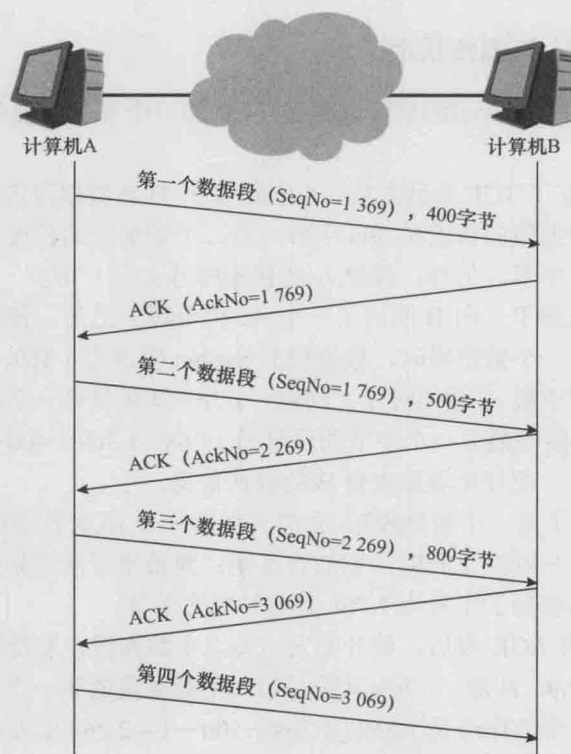 计算机A
计算机B
第一个数据段（SeqNo=1 369），400字节
ACK（AckNo=1 769）
第二个数据段（SeqNo=1 769），500字节
ACK（AckNo=2 269）
第三个数据段（SeqNo=2 269），800字节
ACK（AckNo=3 069）
第四个数据段（SeqNo=3 069）